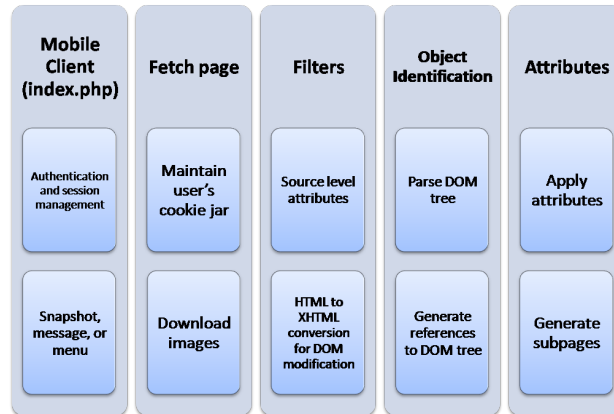 Mobile
Client
(index.php)
Authentication
and session
management
Snapshot,
message, or
menu
Fetch page
Maintain
user's
cookie jar
Download
images
Filters
Source level
attributes
HTML to
XHTML
conversion
for DOM
modification
Object
Identification
Parse DOM
tree
Generate
references
to DOM tree
Attributes
Apply
attributes
Generate
subpages